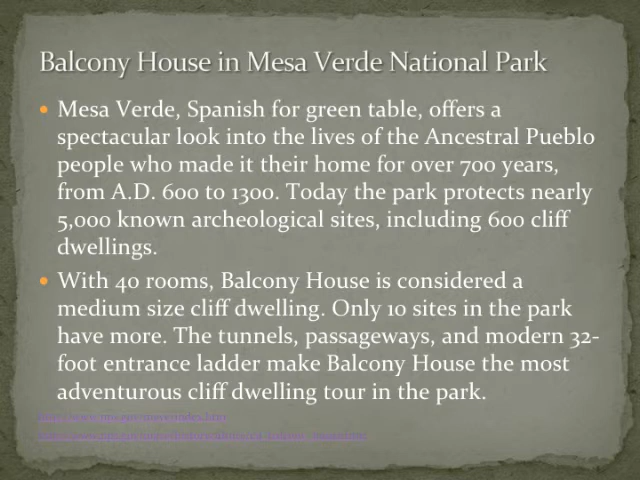 Balcony House in Mesa Verde National Park
• Mesa Verde, Spanish for green table, offers a
spectacular look into the lives of the Ancestral Pueblo
people who made it their home for over 700 years,
from A.D. 600 to 1300. Today the park protects nearly
5,000 known archeological sites, including 600 cliff
dwellings.
• With 40 rooms, Balcony House is considered a
medium size cliff dwelling. Only 10 sites in the park
have more. The tunnels, passageways, and modern 32-
foot entrance ladder make Balcony House the most
adventurous cliff dwelling tour in the park.